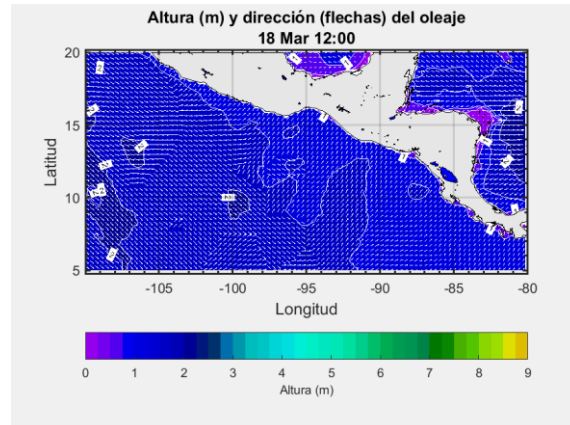 Altura (m) y dirección (flechas) del oleaje
18 Mar 12:00
20
15
10
5
Latitud
-105 -100 -95 -90 -85 -80
Longitud
0 1 2 3 4 5 6 7 8 9
Altura (m)